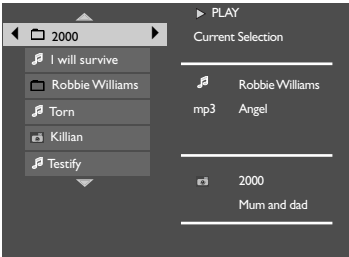 2000
I will survive
Robbie Williams
Torn
Killian
Testify
PLAY
Current Selection
Robbie Williams
mp3 Angel
2000
Mum and dad